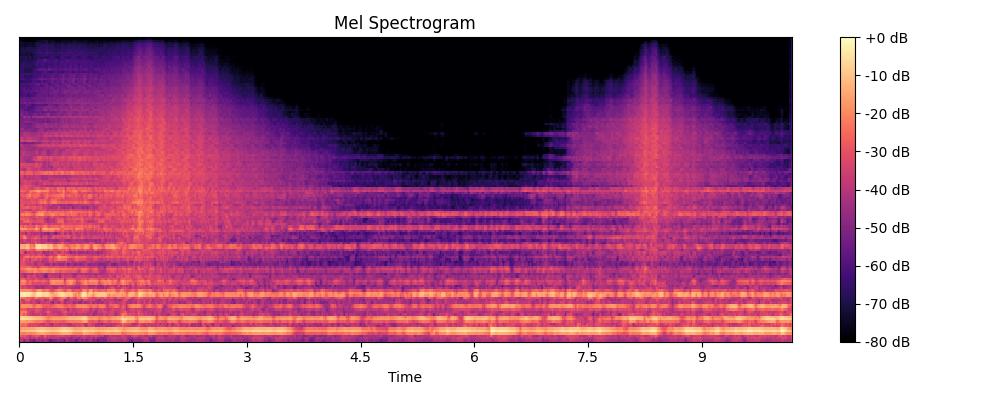 Mel Spectrogram
+0 dB
-10 dB
-20 dB
-30 dB
-40 dB
-50 dB
-60 dB
-70 dB
-80 dB
0 1.5 3 4.5 6 7.5 9
Time